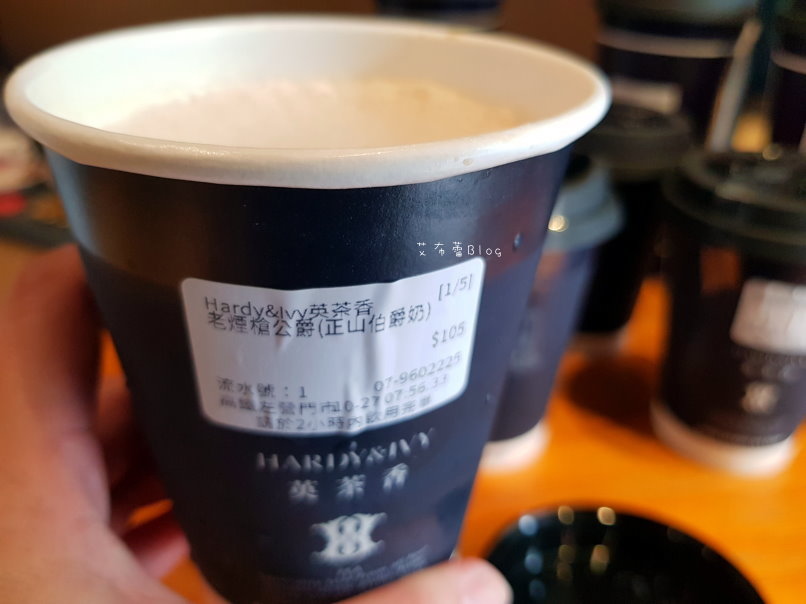 艾布蕾Blog
[1/5]
Hardy&Ivy英茶香
老煙槍公爵(正山伯爵奶)
$105
07-9602225
流水號：1
高鐵左營門市10-27 07:56:33
請於2小時內飲用完畢
HARDY&IVY
英茶香